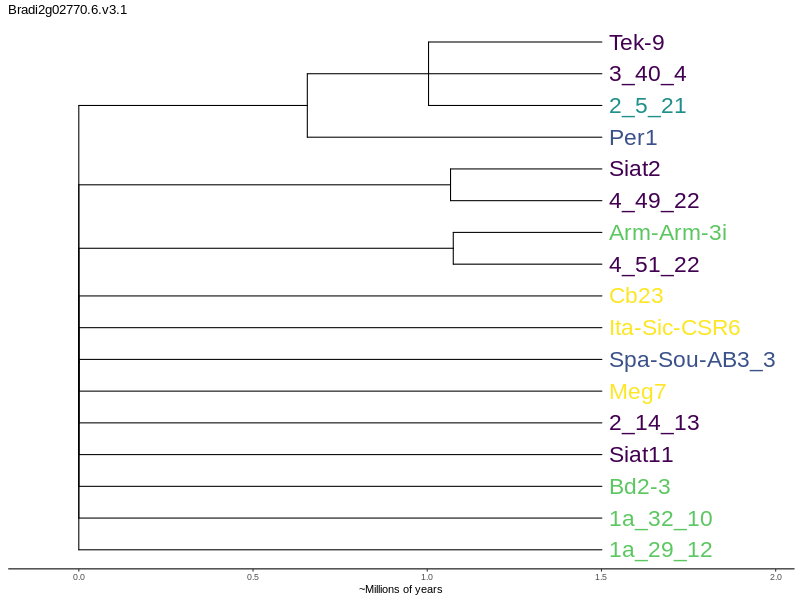 Bradi2g02770.6.v3.1
Tek-9
3_40_4
2_5_21
Per1
Siat2
4_49_22
Arm-Arm-3i
4_51_22
Cb23
Ita-Sic-CSR6
Spa-Sou-AB3_3
Meg7
2_14_13
Siat11
Bd2-3
1a_32_10
1a_29_12
0.0 0.5 1.0 1.5 2.0
~Millions of years